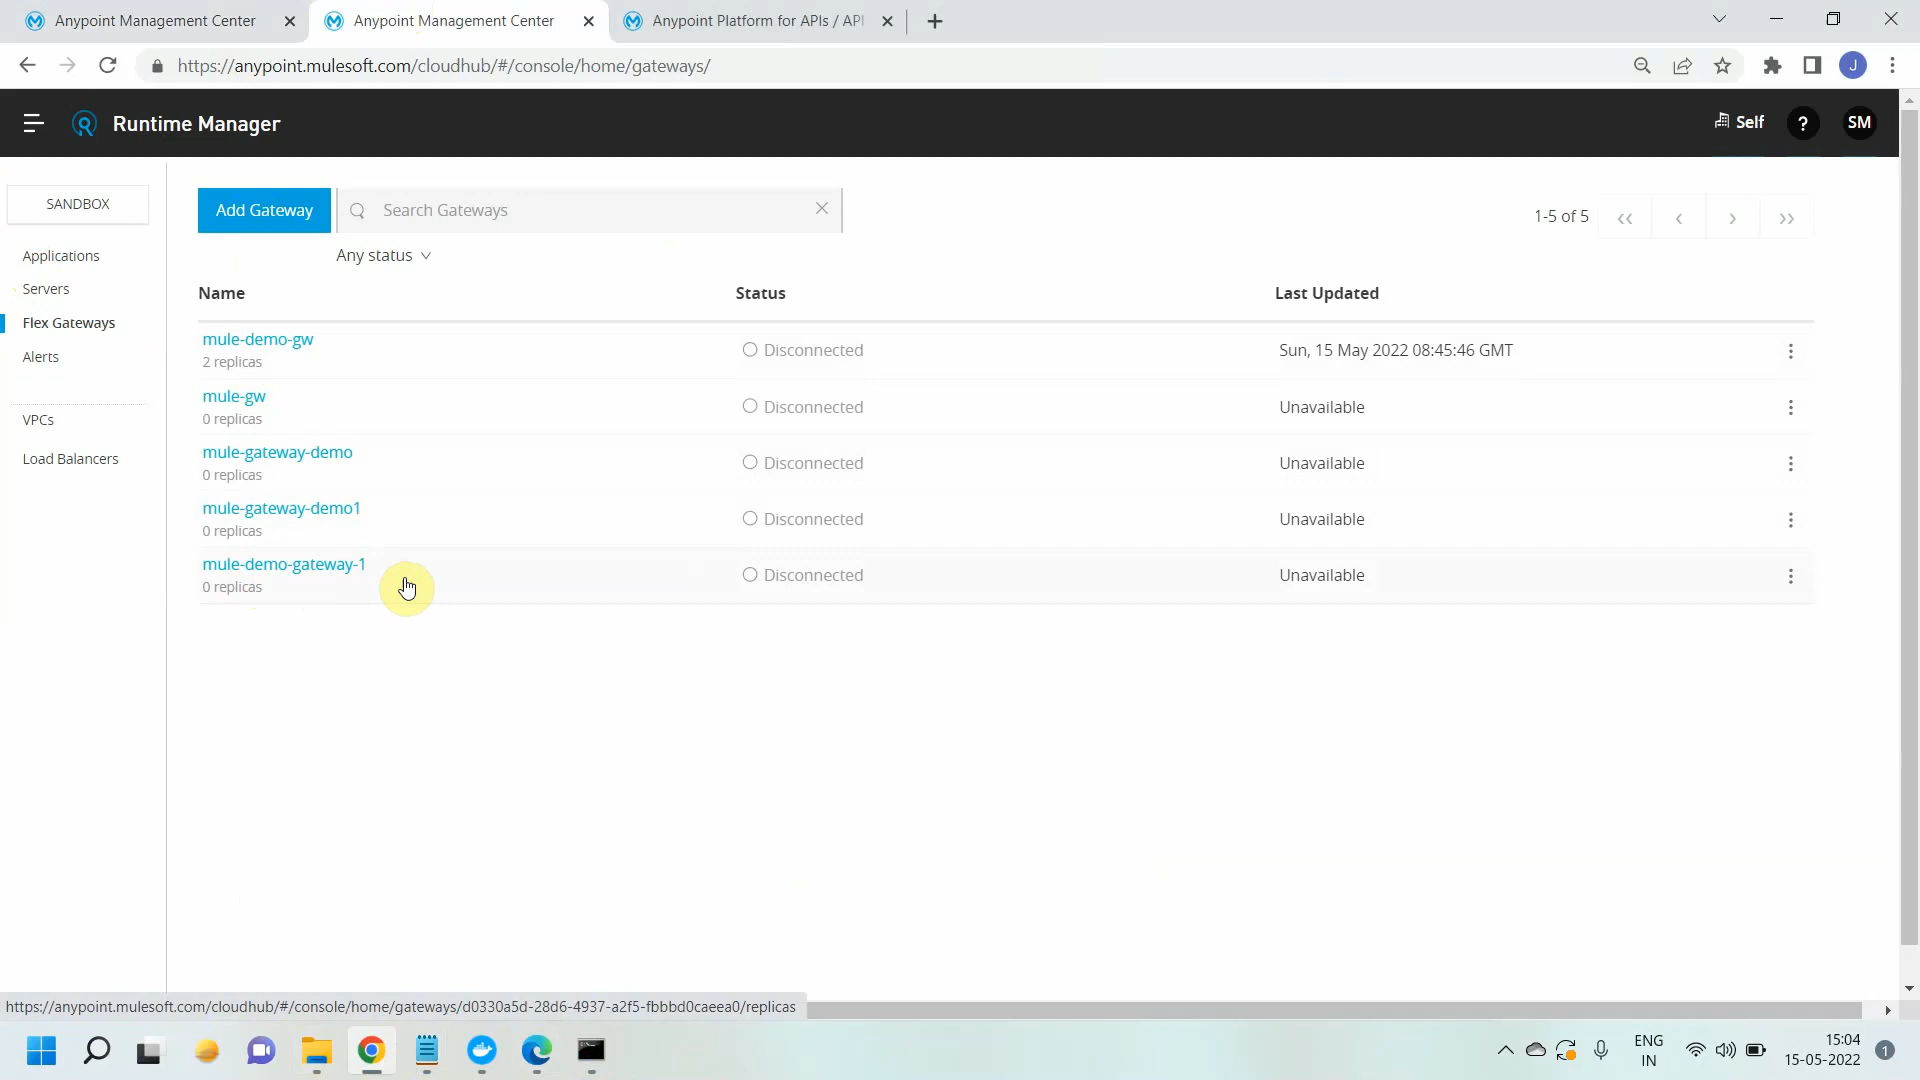 Anypoint Management Center
Anypoint Management Center
Anypoint Platform for APIs / API
https://anypoint.mulesoft.com/cloudhub/#/console/home/gateways/
J
Runtime Manager
Self
?
SM
SANDBOX
Applications
Servers
Flex Gateways
Alerts
VPCs
Load Balancers
Add Gateway
Search Gateways
1-5 of 5
Any status
Name Status Last Updated
mule-demo-gw
2 replicas
Disconnected
Sun, 15 May 2022 08:45:46 GMT
mule-gw
0 replicas
Disconnected
Unavailable
mule-gateway-demo
0 replicas
Disconnected
Unavailable
mule-gateway-demo1
0 replicas
Disconnected
Unavailable
mule-demo-gateway-1
0 replicas
Disconnected
Unavailable
https://anypoint.mulesoft.com/cloudhub/#/console/home/gateways/d0330a5d-28d6-4937-a2f5-fbbbd0caeea0/replicas
ENG
IN
15:04
15-05-2022
1